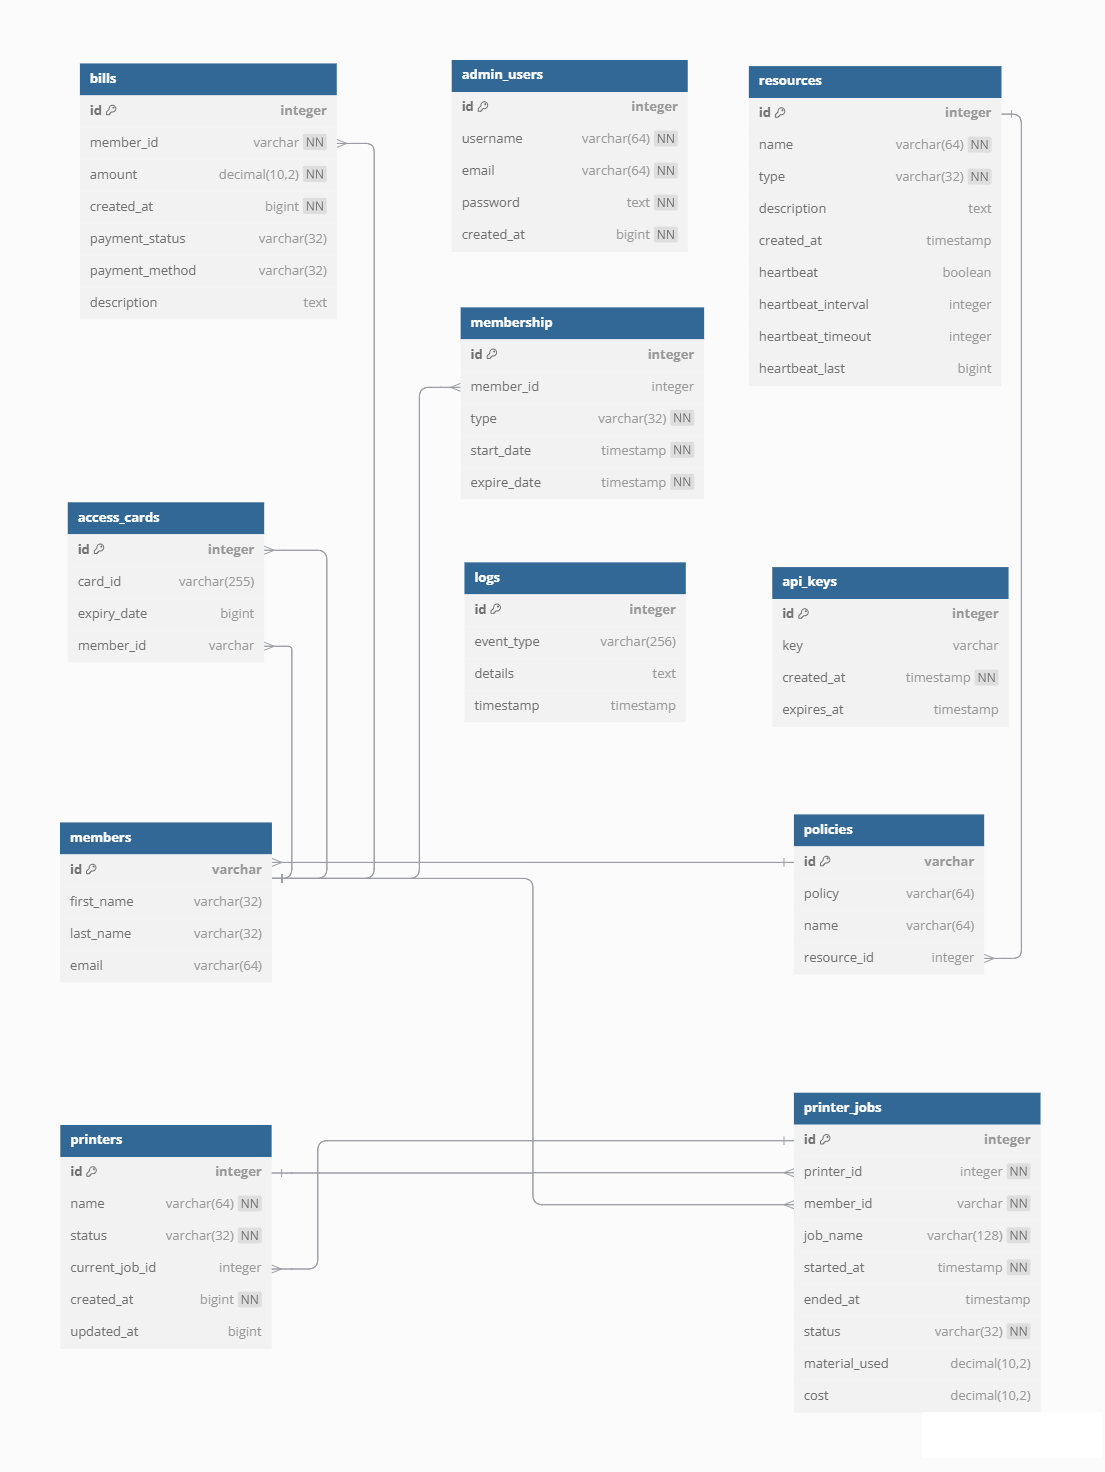 bills
id integer
member_id varchar NN
amount decimal(10,2) NN
created_at bigint NN
payment_status varchar(32)
payment_method varchar(32)
description text
admin_users
id integer
username varchar(64) NN
email varchar(64) NN
password text NN
created_at bigint NN
resources
id integer
name varchar(64) NN
type varchar(32) NN
description text
created_at timestamp
heartbeat boolean
heartbeat_interval integer
heartbeat_timeout integer
heartbeat_last bigint
membership
id integer
member_id integer
type varchar(32) NN
start_date timestamp NN
expire_date timestamp NN
access_cards
id integer
card_id varchar(255)
expiry_date bigint
member_id varchar
logs
id integer
event_type varchar(256)
details text
timestamp timestamp
api_keys
id integer
key varchar
created_at timestamp NN
expires_at timestamp
members
id varchar
first_name varchar(32)
last_name varchar(32)
email varchar(64)
policies
id varchar
policy varchar(64)
name varchar(64)
resource_id integer
printers
id integer
name varchar(64) NN
status varchar(32) NN
current_job_id integer
created_at bigint NN
updated_at bigint
printer_jobs
id integer
printer_id integer NN
member_id varchar NN
job_name varchar(128) NN
started_at timestamp NN
ended_at timestamp
status varchar(32) NN
material_used decimal(10,2)
cost decimal(10,2)